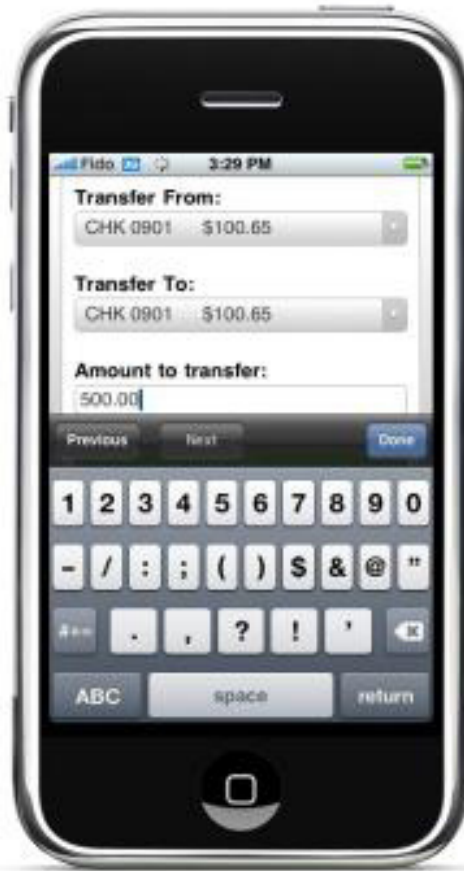 Fido 3:29 PM
Transfer From:
CHK 0901 $100.65
Transfer To:
CHK 0901 $100.65
Amount to transfer:
500.00
Previous Next Done
1 2 3 4 5 6 7 8 9 0
- / : ; ( ) $ & @ "
#+= . , ? ! '
ABC space return